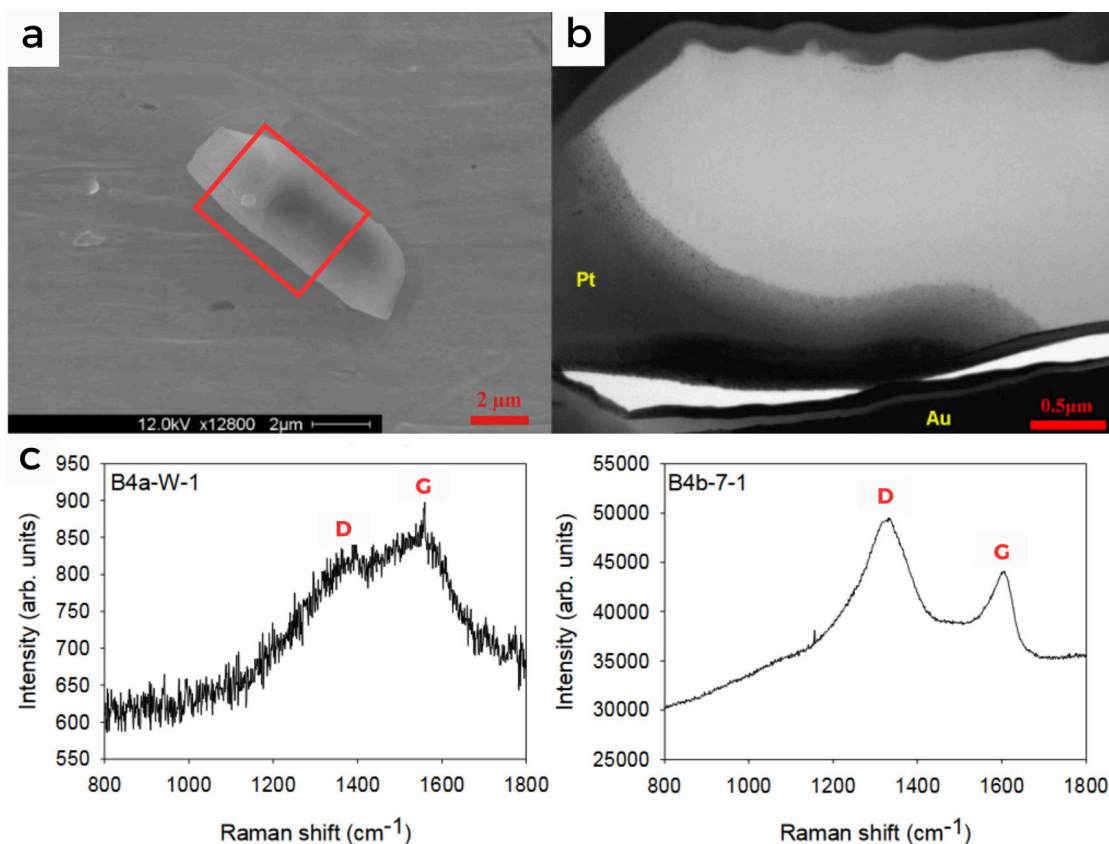 a
12.0kV x12800 2μm
2 μm
b
Pt
Au
0.5μm
c
B4a-W-1
D
G
950
900
850
800
750
700
650
600
550
800 1000 1200 1400 1600 1800
Intensity (arb. units)
Raman shift (cm⁻¹)
B4b-7-1
D
G
55000
50000
45000
40000
35000
30000
25000
800 1000 1200 1400 1600 1800
Intensity (arb. units)
Raman shift (cm⁻¹)